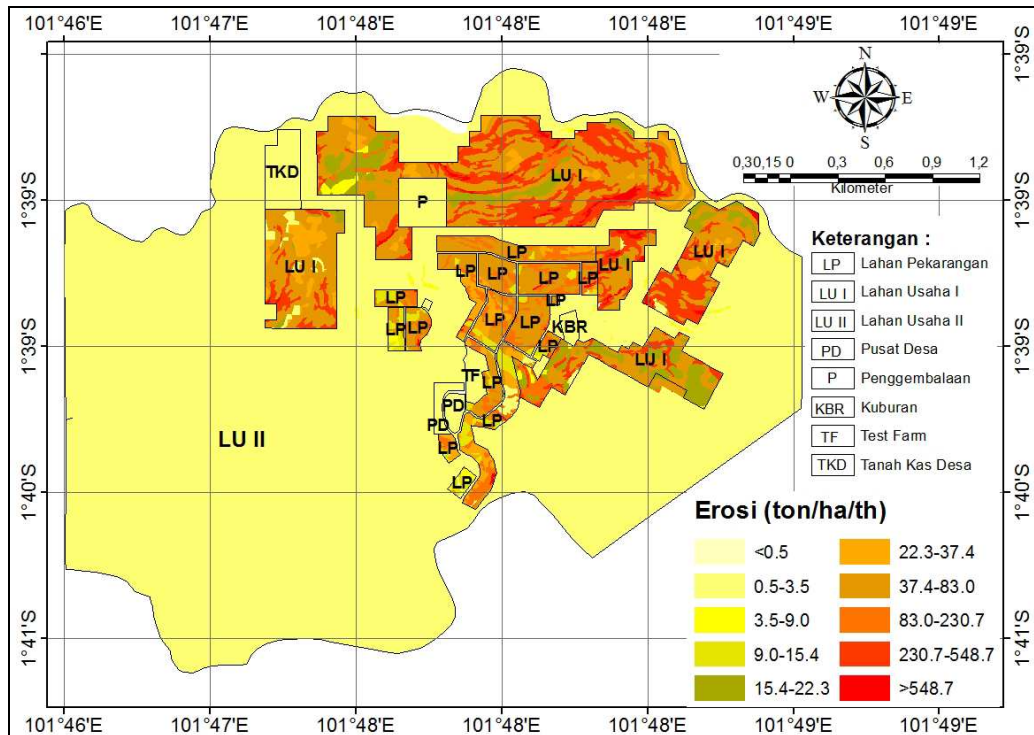 101°46'E 101°47'E 101°48'E 101°48'E 101°48'E 101°49'E 101°49'E
1°39'S
1°39'S
1°39'S
1°40'S
1°41'S
1°39'S
1°39'S
1°39'S
1°40'S
1°41'S
N
W E
S
0,30,15 0 0,3 0,6 0,9 1,2
Kilometer
TKD
LU I
P
LU I
LP
LP
LP
LP
LP
LU I
LU I
LP
LP
LP
LP
LP
LP
KBR
LP
LU I
TF
LP
PD
PD
LP
LP
LP
LU II
Keterangan :
LP Lahan Pekarangan
LU I Lahan Usaha I
LU II Lahan Usaha II
PD Pusat Desa
P Penggembalaan
KBR Kuburan
TF Test Farm
TKD Tanah Kas Desa
Erosi (ton/ha/th)
<0.5 22.3-37.4
0.5-3.5 37.4-83.0
3.5-9.0 83.0-230.7
9.0-15.4 230.7-548.7
15.4-22.3 >548.7
101°46'E 101°47'E 101°48'E 101°48'E 101°48'E 101°49'E 101°49'E